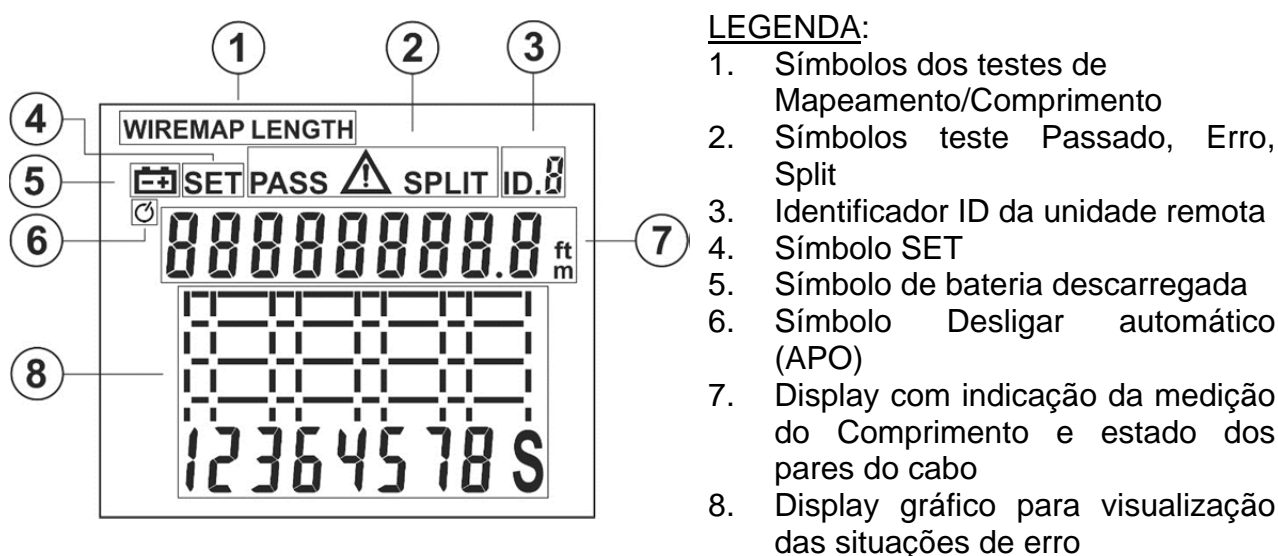 1
2
3
4
5
6
7
8
WIREMAP LENGTH
SET PASS SPLIT ID.8
88888888.8 ft
m
12364578 S
LEGENDA:
1. Símbolos dos testes de
Mapeamento/Comprimento
2. Símbolos teste Passado, Erro,
Split
3. Identificador ID da unidade remota
4. Símbolo SET
5. Símbolo de bateria descarregada
6. Símbolo Desligar automático
(APO)
7. Display com indicação da medição
do Comprimento e estado dos
pares do cabo
8. Display gráfico para visualização
das situações de erro